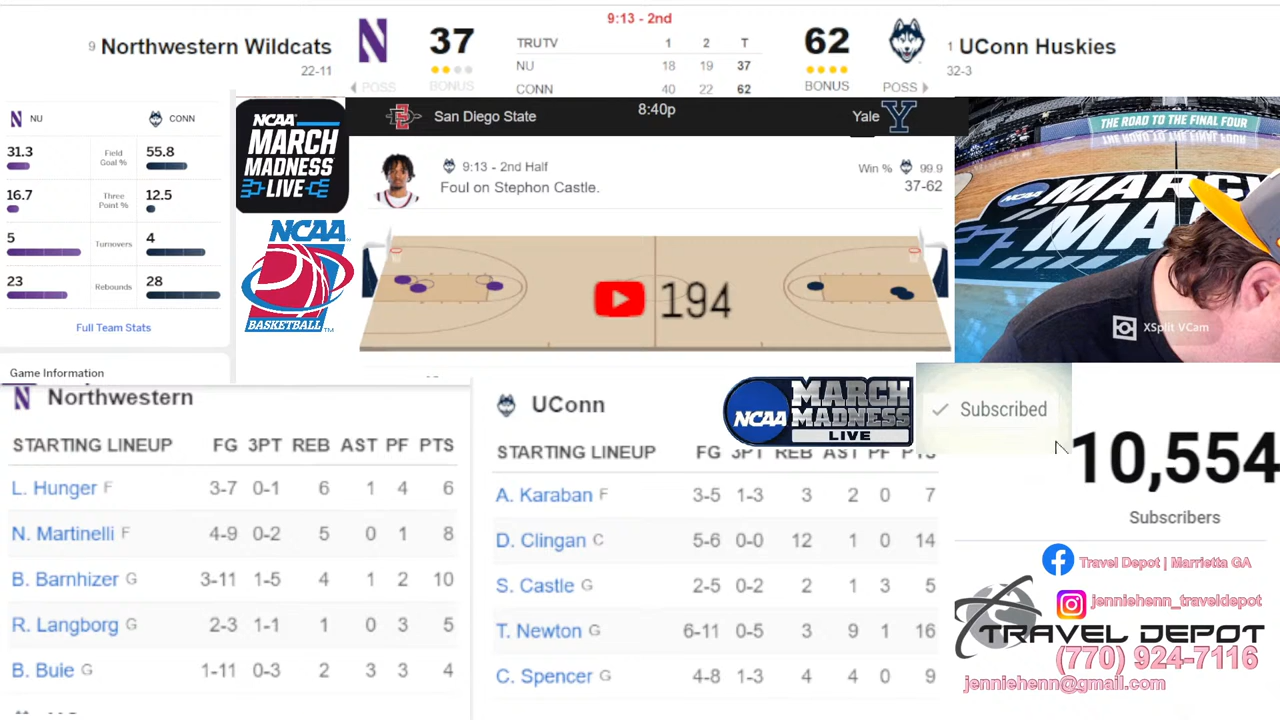 9:13 - 2nd
9 Northwestern Wildcats
22-11
N
37
BONUS
POSS
TRUTV 1 2 T
NU 18 19 37
CONN 40 22 62
62
BONUS
POSS
1 UConn Huskies
32-3
N NU CONN
31.3 Field Goal % 55.8
16.7 Three Point % 12.5
5 Turnovers 4
23 Rebounds 28
Full Team Stats
Game Information
NCAA
MARCH
MADNESS
LIVE
NCAA
BASKETBALL™
San Diego State 8:40p Yale Y
9:13 - 2nd Half
Foul on Stephon Castle.
Win % 99.9
37-62
194
THE ROAD TO THE FINAL FOUR
NCAA
MARC
MA
XSplit VCam
N Northwestern
STARTING LINEUP FG 3PT REB AST PF PTS
L. Hunger F 3-7 0-1 6 1 4 6
N. Martinelli F 4-9 0-2 5 0 1 8
B. Barnhizer G 3-11 1-5 4 1 2 10
R. Langborg G 2-3 1-1 1 0 3 5
B. Buie G 1-11 0-3 2 3 3 4
UConn
STARTING LINEUP FG 3PT REB AST PF PTS
A. Karaban F 3-5 1-3 3 2 0 7
D. Clingan C 5-6 0-0 12 1 0 14
S. Castle G 2-5 0-2 2 1 3 5
T. Newton G 6-11 0-5 3 9 1 16
C. Spencer G 4-8 1-3 4 4 0 9
NCAA
MARCH
MADNESS
LIVE
Subscribed
10,554
Subscribers
Travel Depot | Marrietta GA
jenniehenn_traveldepot
TRAVEL DEPOT
(770) 924-7116
jenniehenn@gmail.com